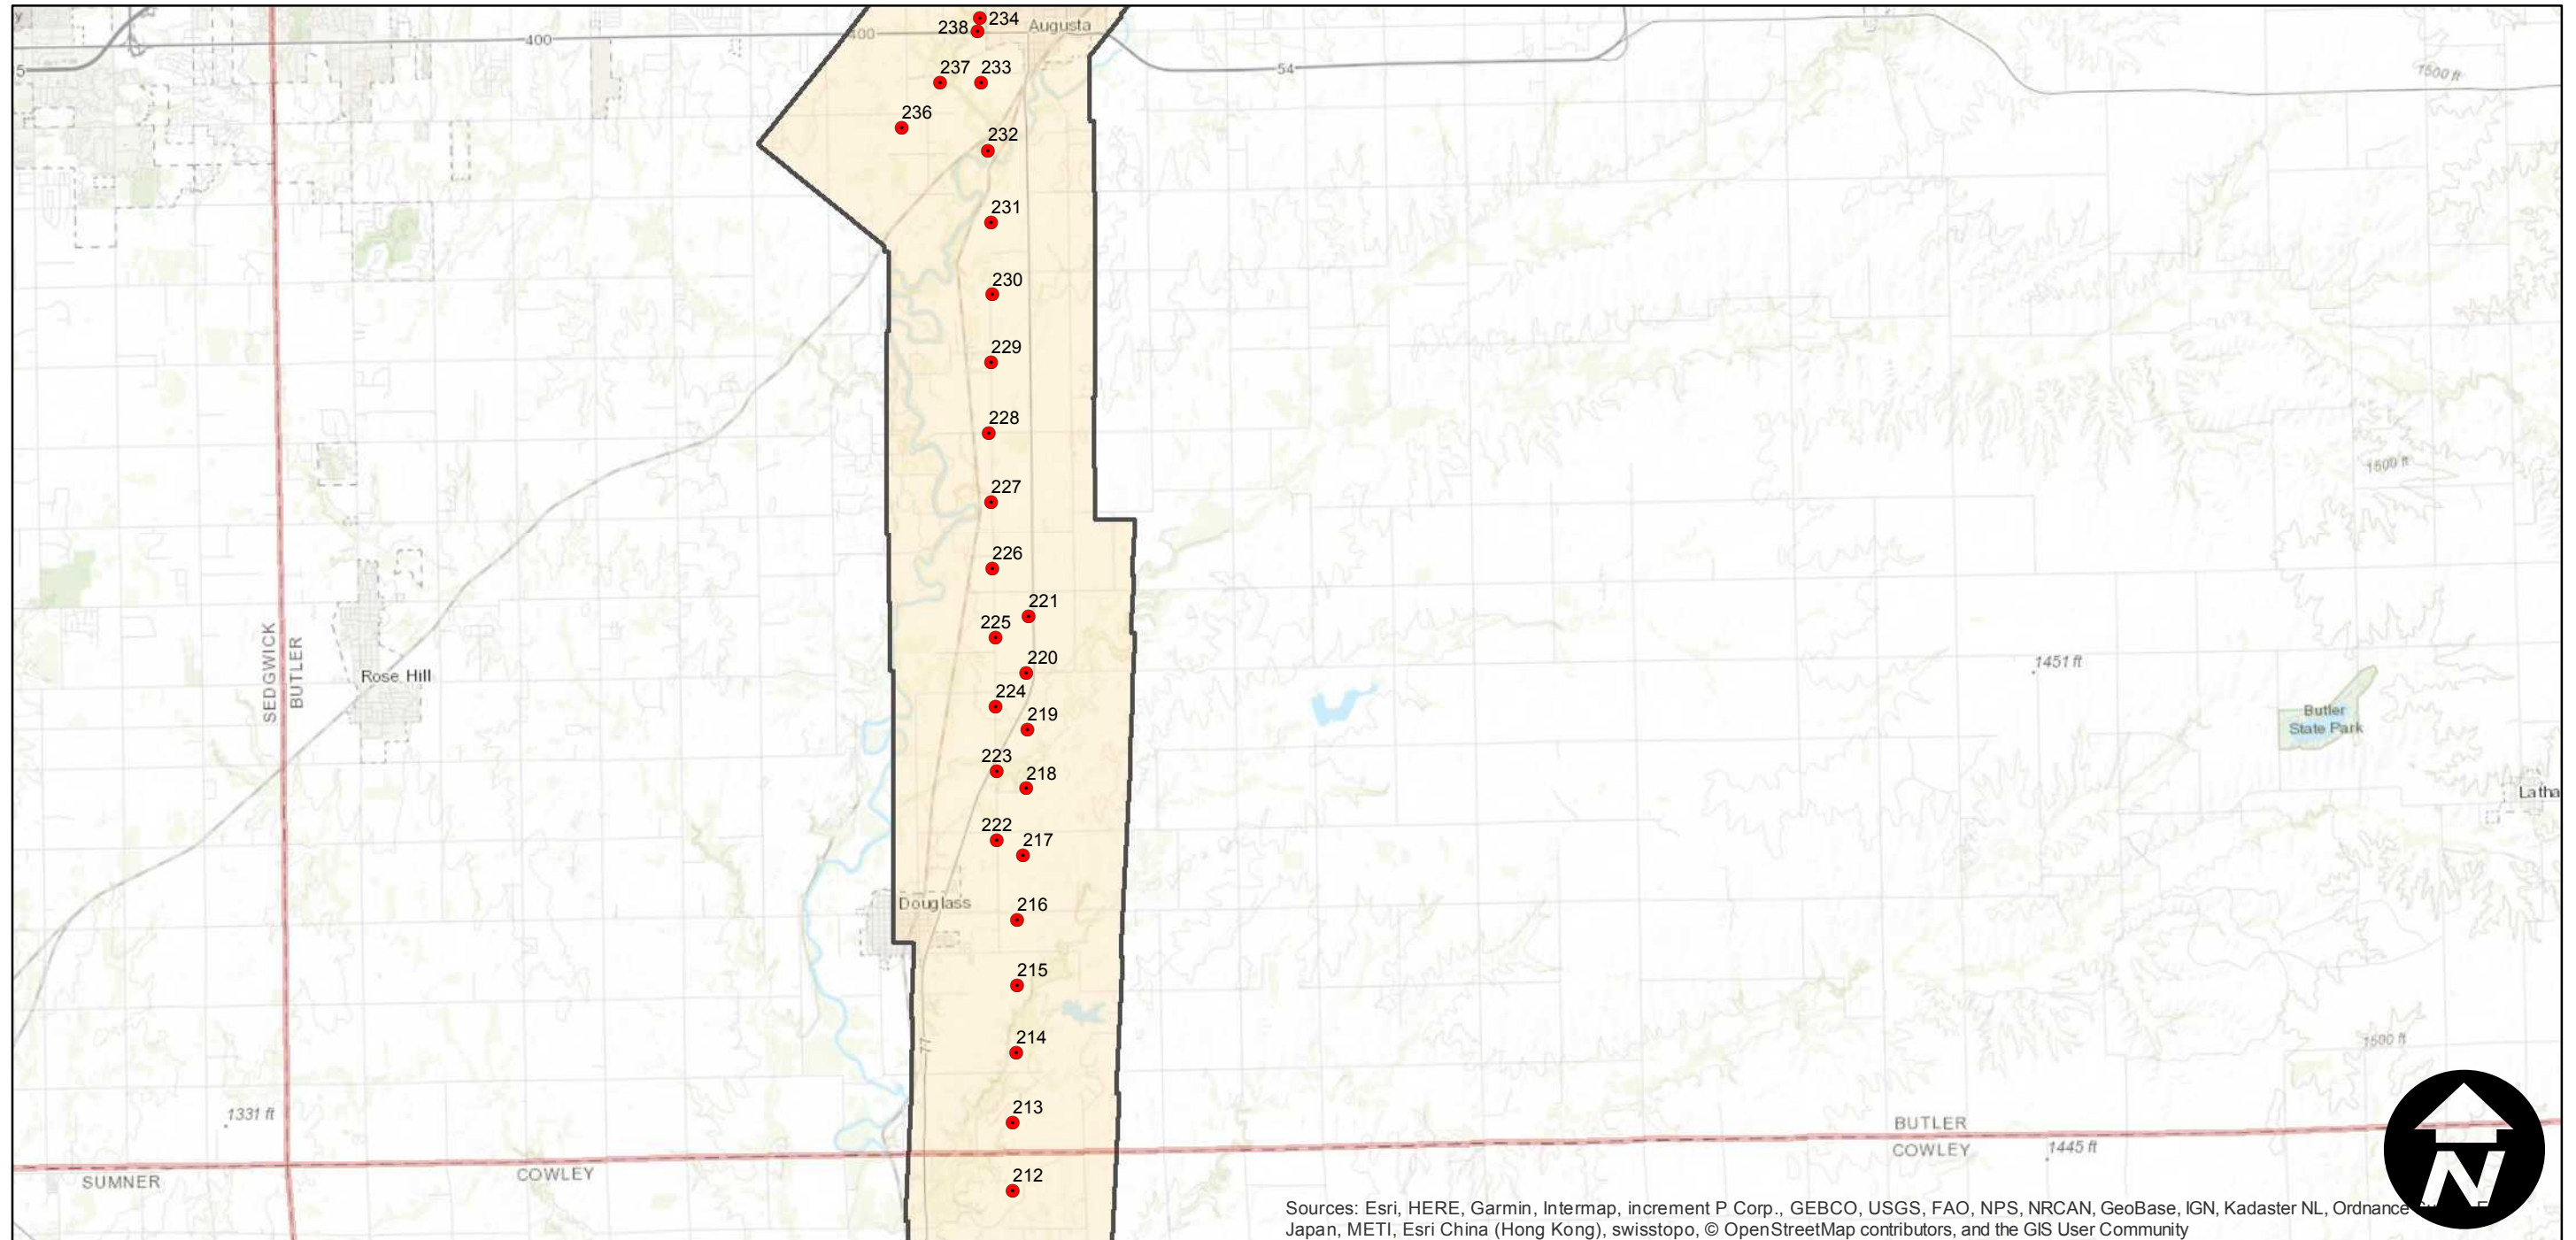 y
234
Augusta
238
400
400
5
54
1500 ft
237
233
236
232
231
230
229
228
227
1500 ft
226
221
225
SEDGWICK
BUTLER
220
1451 ft
Rose Hill
224
Butler
State Park
219
223
218
Latha
222
217
Douglass
216
215
77
214
1500 ft
213
1331 ft
BUTLER
COWLEY
1445 ft
COWLEY
SUMNER
212
N
Sources: Esri, HERE, Garmin, Intermap, increment P Corp., GEBCO, USGS, FAO, NPS, NRCAN, GeoBase, IGN, Kadaster NL, Ordnance
Japan, METI, Esri China (Hong Kong), swisstopo, © OpenStreetMap contributors, and the GIS User Community